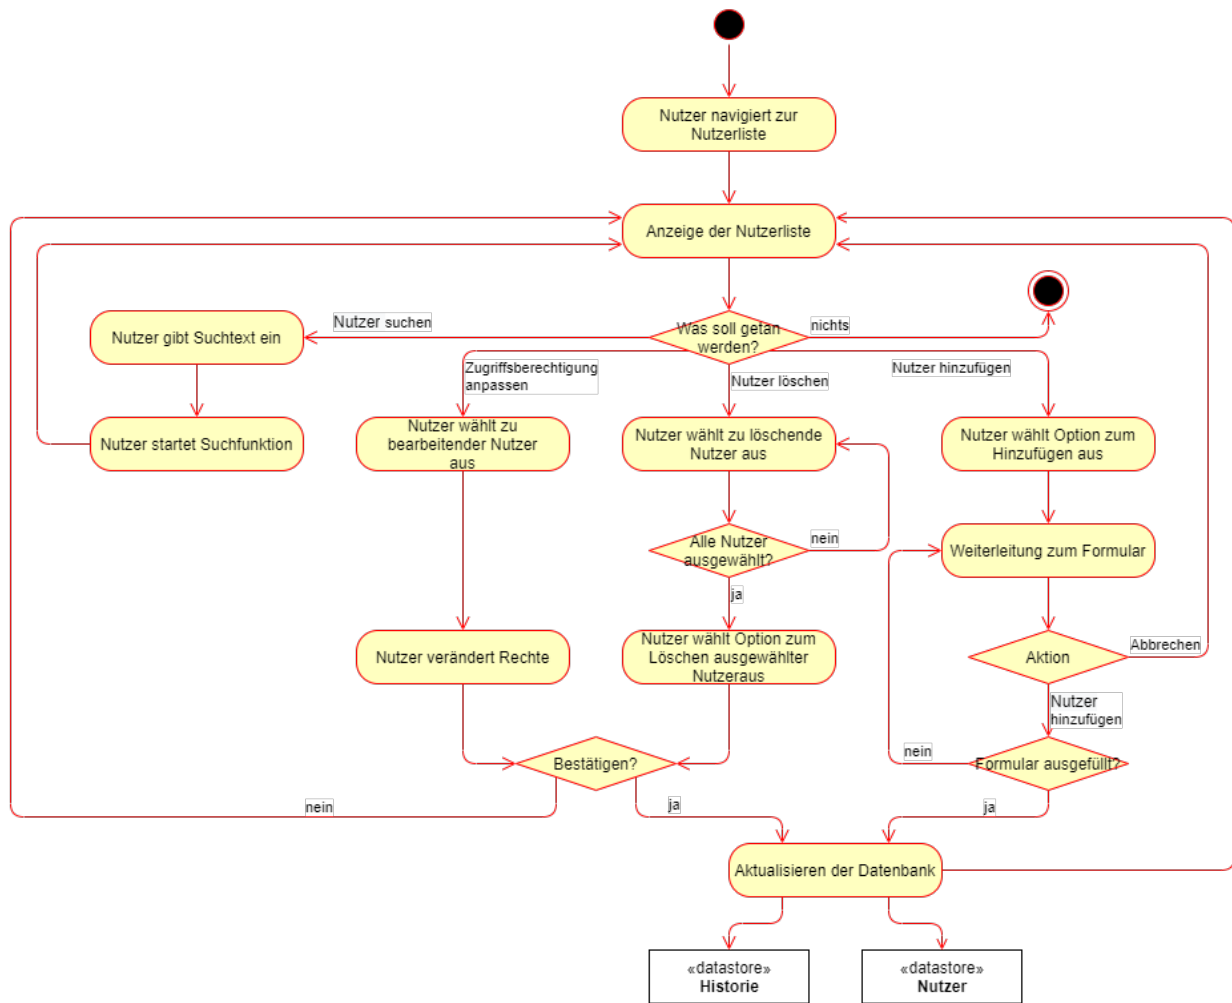 Nutzer navigiert zur
Nutzerliste
Anzeige der Nutzerliste
Nutzer suchen
Was soll getan
werden?
nichts
Nutzer gibt Suchtext ein
Zugriffsberechtigung
anpassen
Nutzer löschen
Nutzer hinzufügen
Nutzer startet Suchfunktion
Nutzer wählt zu
bearbeitender Nutzer
aus
Nutzer wählt zu löschende
Nutzer aus
Nutzer wählt Option zum
Hinzufügen aus
Alle Nutzer
ausgewählt?
nein
Weiterleitung zum Formular
ja
Nutzer verändert Rechte
Nutzer wählt Option zum
Löschen ausgewählter
Nutzeraus
Aktion
Abbrechen
Nutzer
hinzufügen
Bestätigen?
nein
Formular ausgefüllt?
nein
ja
ja
Aktualisieren der Datenbank
«datastore»
Historie
«datastore»
Nutzer